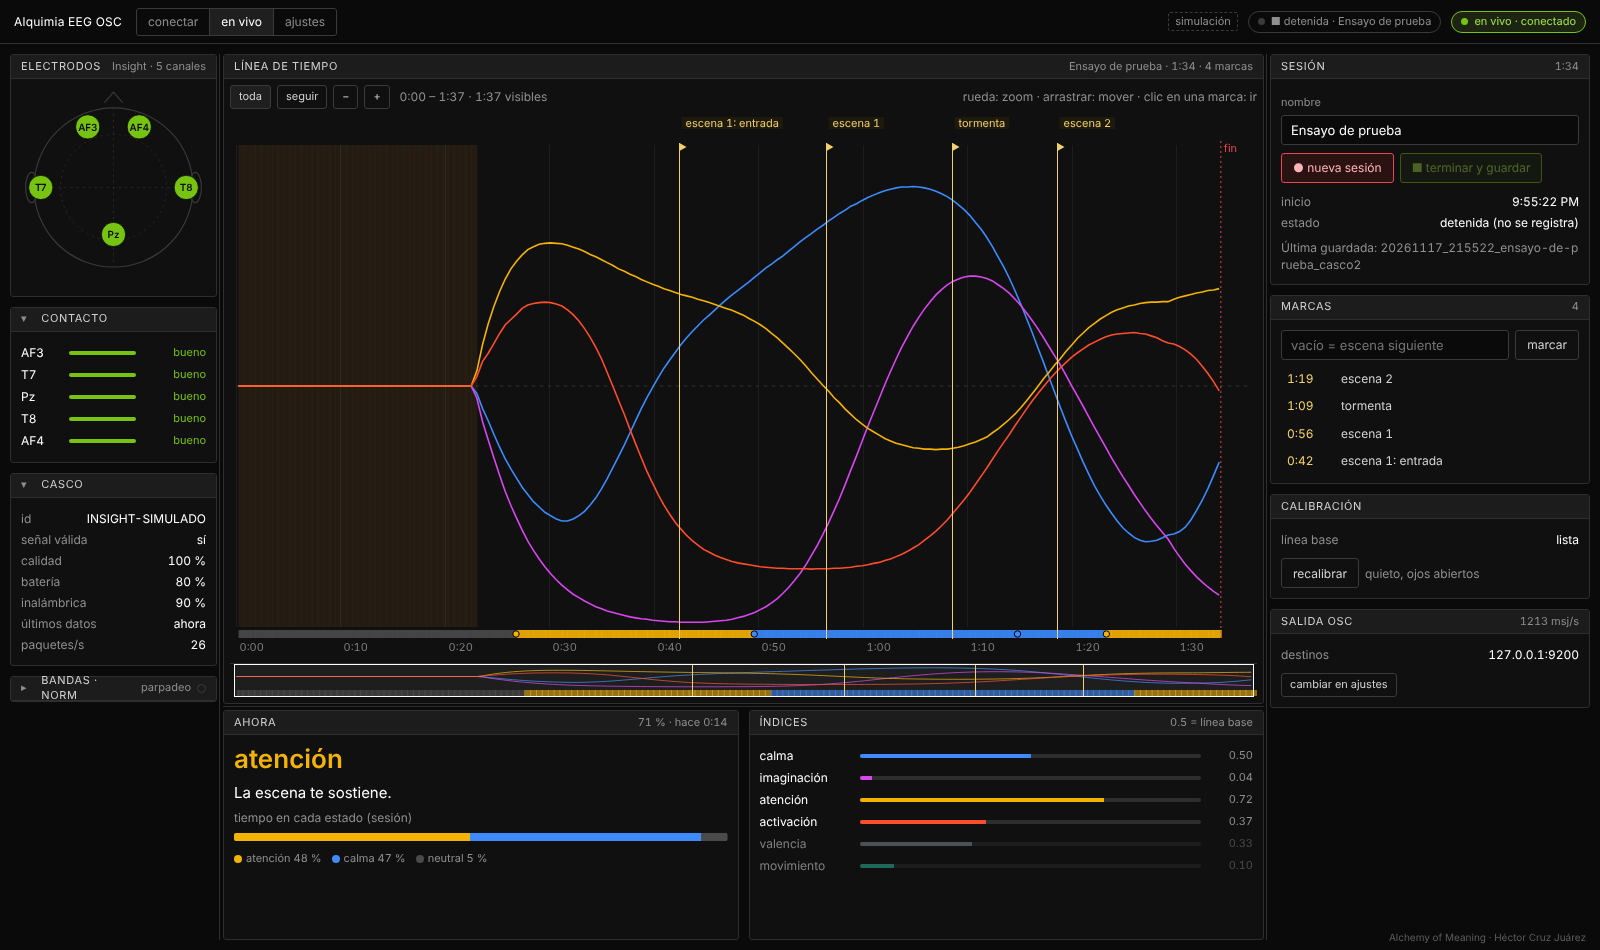 Alquimia EEG OSC
conectar
en vivo
ajustes
simulación
detenida · Ensayo de prueba
en vivo · conectado
ELECTRODOS
Insight · 5 canales
AF3
AF4
T7
T8
Pz
CONTACTO
AF3 bueno
T7 bueno
Pz bueno
T8 bueno
AF4 bueno
CASCO
id INSIGHT-SIMULADO
señal válida sí
calidad 100 %
batería 80 %
inalámbrica 90 %
últimos datos ahora
paquetes/s 26
BANDAS · NORM
parpadeo
LÍNEA DE TIEMPO
Ensayo de prueba · 1:34 · 4 marcas
toda
seguir
−
+
0:00 – 1:37 · 1:37 visibles
rueda: zoom · arrastrar: mover · clic en una marca: ir
escena 1: entrada
escena 1
tormenta
escena 2
fin
0:00 0:10 0:20 0:40 0:50 1:00 1:10 1:20 1:30
AHORA
71 % · hace 0:14
atención
La escena te sostiene.
tiempo en cada estado (sesión)
atención 48 % calma 47 % neutral 5 %
ÍNDICES
0.5 = línea base
calma 0.50
imaginación 0.04
atención 0.72
activación 0.37
valencia 0.33
movimiento 0.10
SESIÓN
1:34
nombre
Ensayo de prueba
nueva sesión
terminar y guardar
inicio 9:55:22 PM
estado detenida (no se registra)
Última guardada: 20261117_215522_ensayo-de-p
rueba_casco2
MARCAS
4
vacío = escena siguiente
marcar
1:19 escena 2
1:09 tormenta
0:56 escena 1
0:42 escena 1: entrada
CALIBRACIÓN
línea base lista
recalibrar
quieto, ojos abiertos
SALIDA OSC
1213 msj/s
destinos 127.0.0.1:9200
cambiar en ajustes
Alchemy of Meaning · Héctor Cruz Juárez